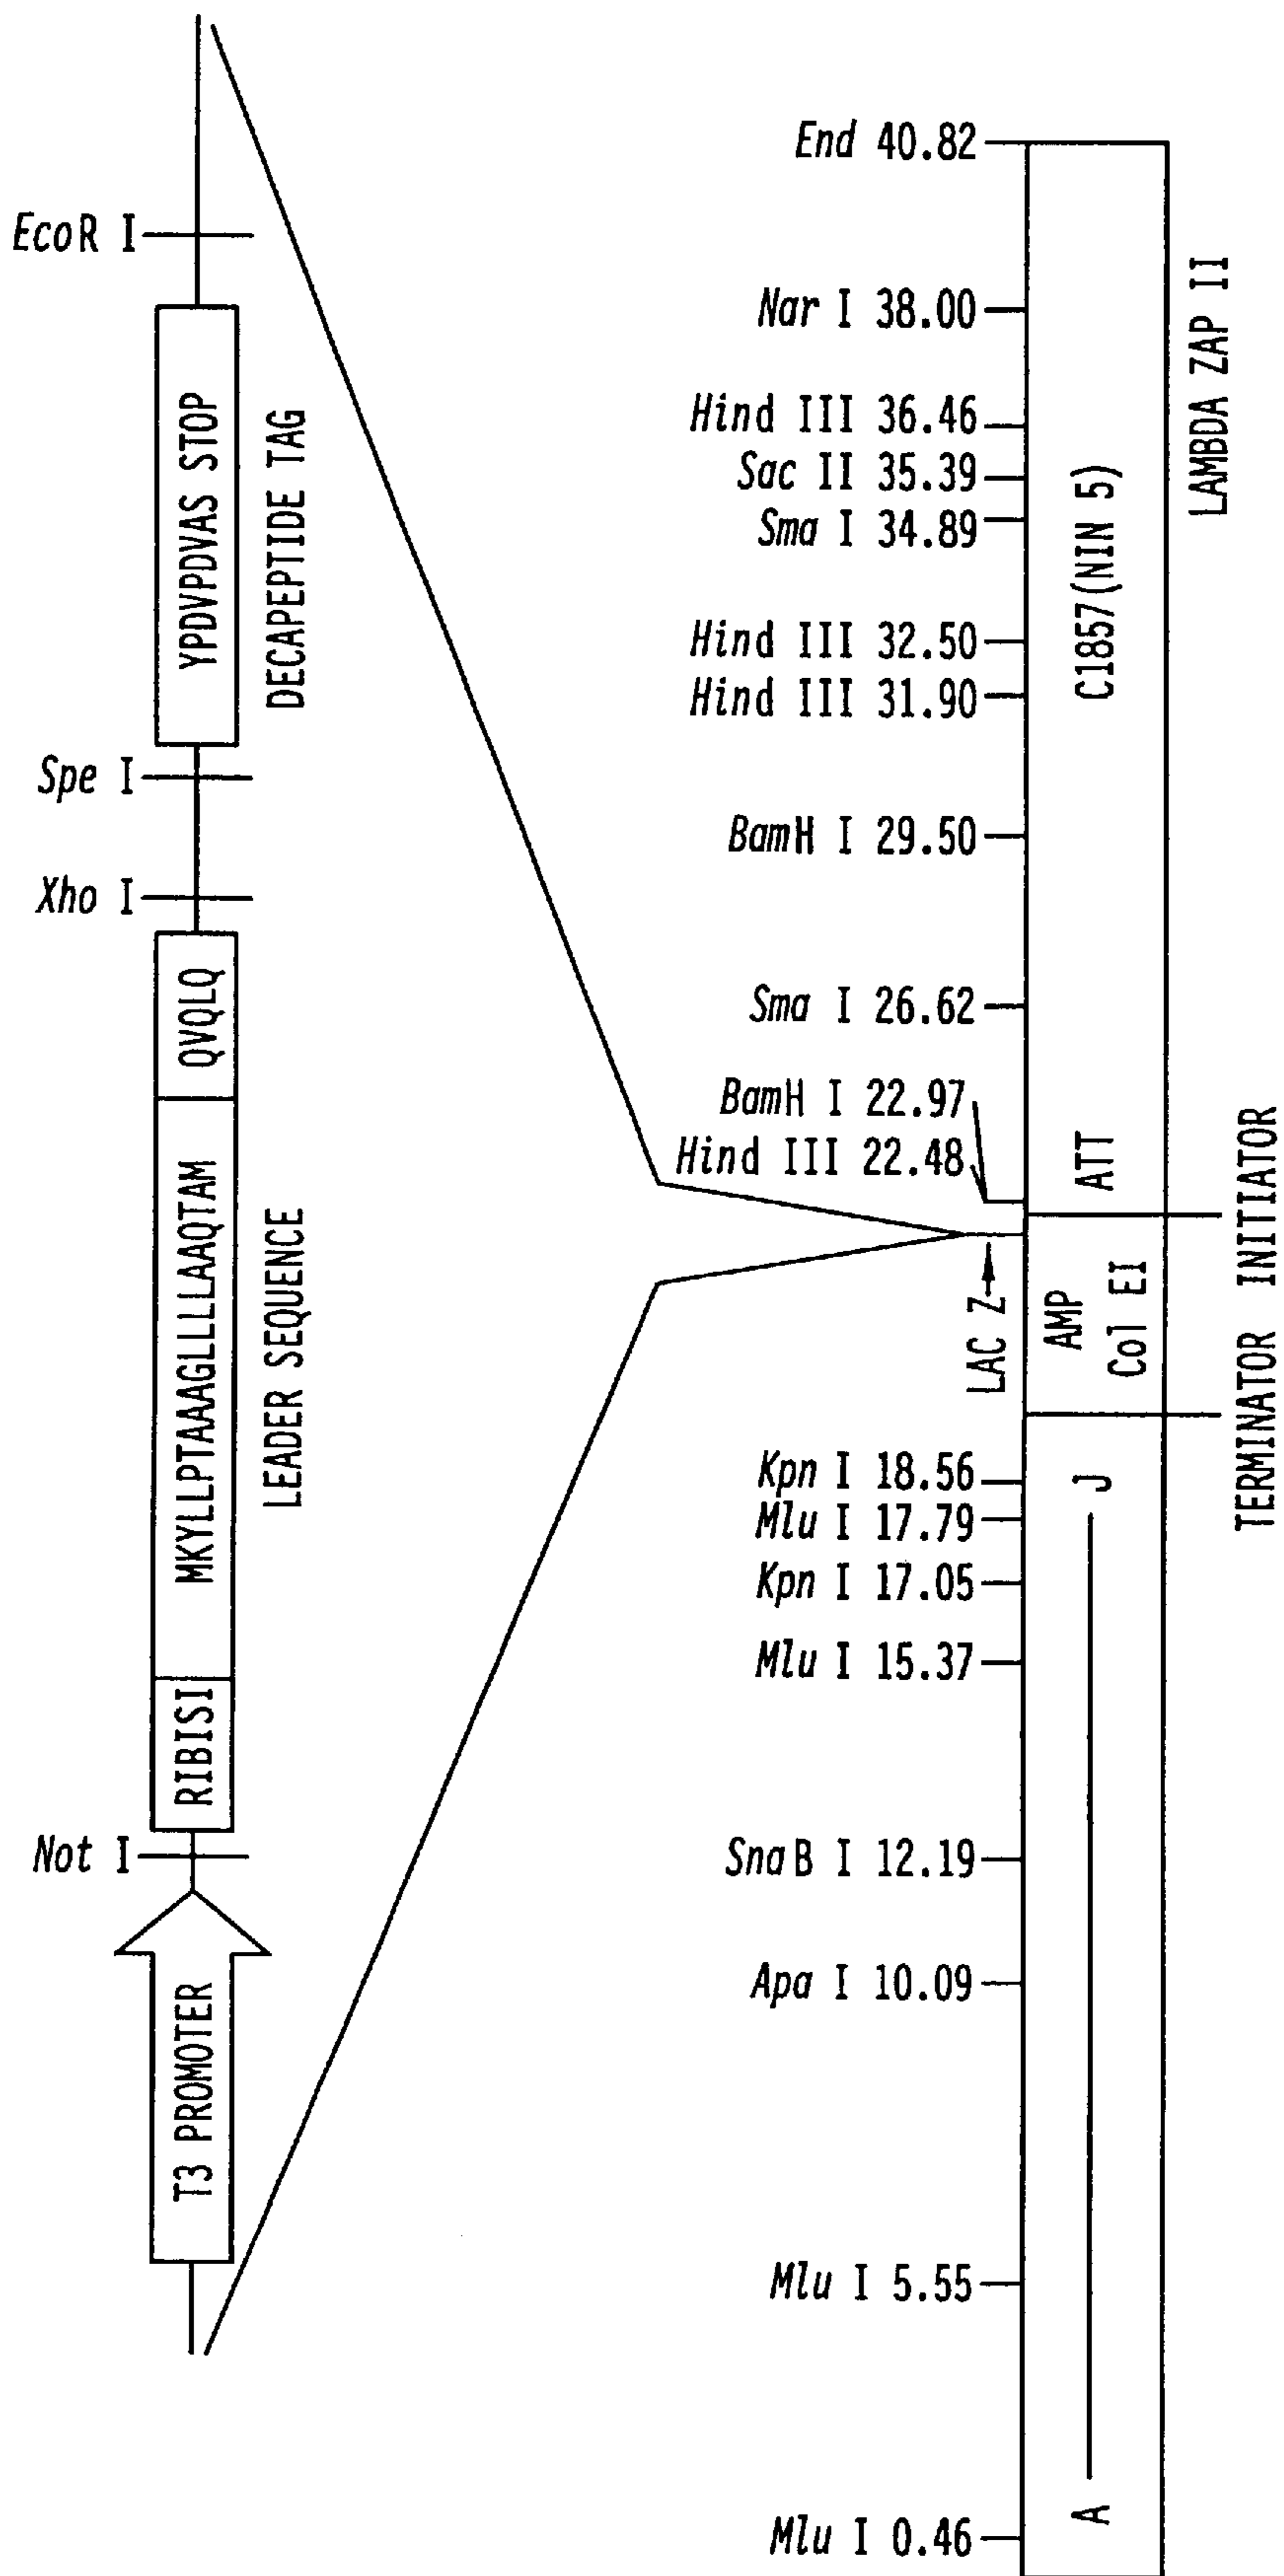 EcoR I
YPDVPDVAS STOP
DECAPEPTIDE TAG
Spe I
Xho I
QVQLQ
MKYLLPTAAAGLLLLAAQTAM
LEADER SEQUENCE
RIBISI
Not I
T3 PROMOTER
End 40.82
Nar I 38.00
Hind III 36.46
Sac II 35.39
Sma I 34.89
Hind III 32.50
Hind III 31.90
BamH I 29.50
Sma I 26.62
BamH I 22.97
Hind III 22.48
LAC Z
Kpn I 18.56
Mlu I 17.79
Kpn I 17.05
Mlu I 15.37
SnaB I 12.19
Apa I 10.09
Mlu I 5.55
Mlu I 0.46
C1857(NIN 5)
ATT
AMP
Col EI
J
A
LAMBDA ZAP II
TERMINATOR INITIATOR